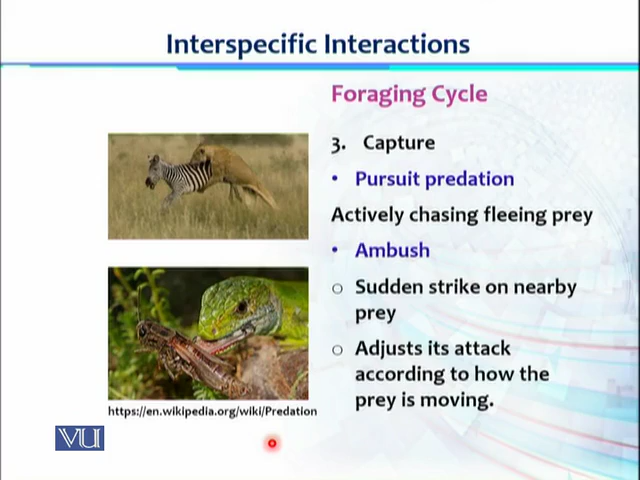 Interspecific Interactions
Foraging Cycle
3. Capture
• Pursuit predation
Actively chasing fleeing prey
• Ambush
○ Sudden strike on nearby
prey
○ Adjusts its attack
according to how the
prey is moving.
https://en.wikipedia.org/wiki/Predation
VU